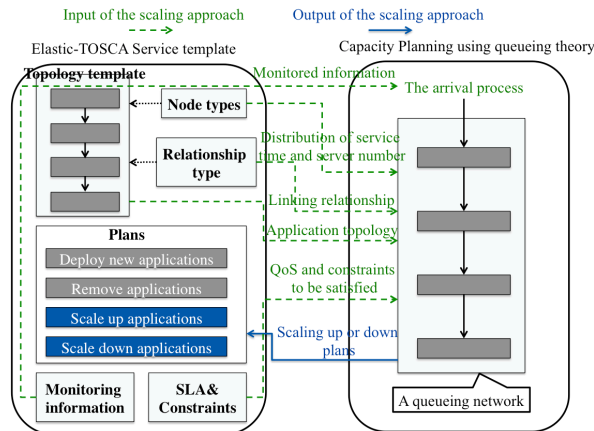 Input of the scaling approach
Output of the scaling approach
Elastic-TOSCA Service template
Capacity Planning using queueing theory
Topology template
Monitored information
The arrival process
Node types
Distribution of service
time and server number
Relationship
type
Linking relationship
Application topology
Plans
Deploy new applications
Remove applications
Scale up applications
Scale down applications
QoS and constraints
to be satisfied
Scaling up or down
plans
Monitoring
information
SLA&
Constraints
A queueing network